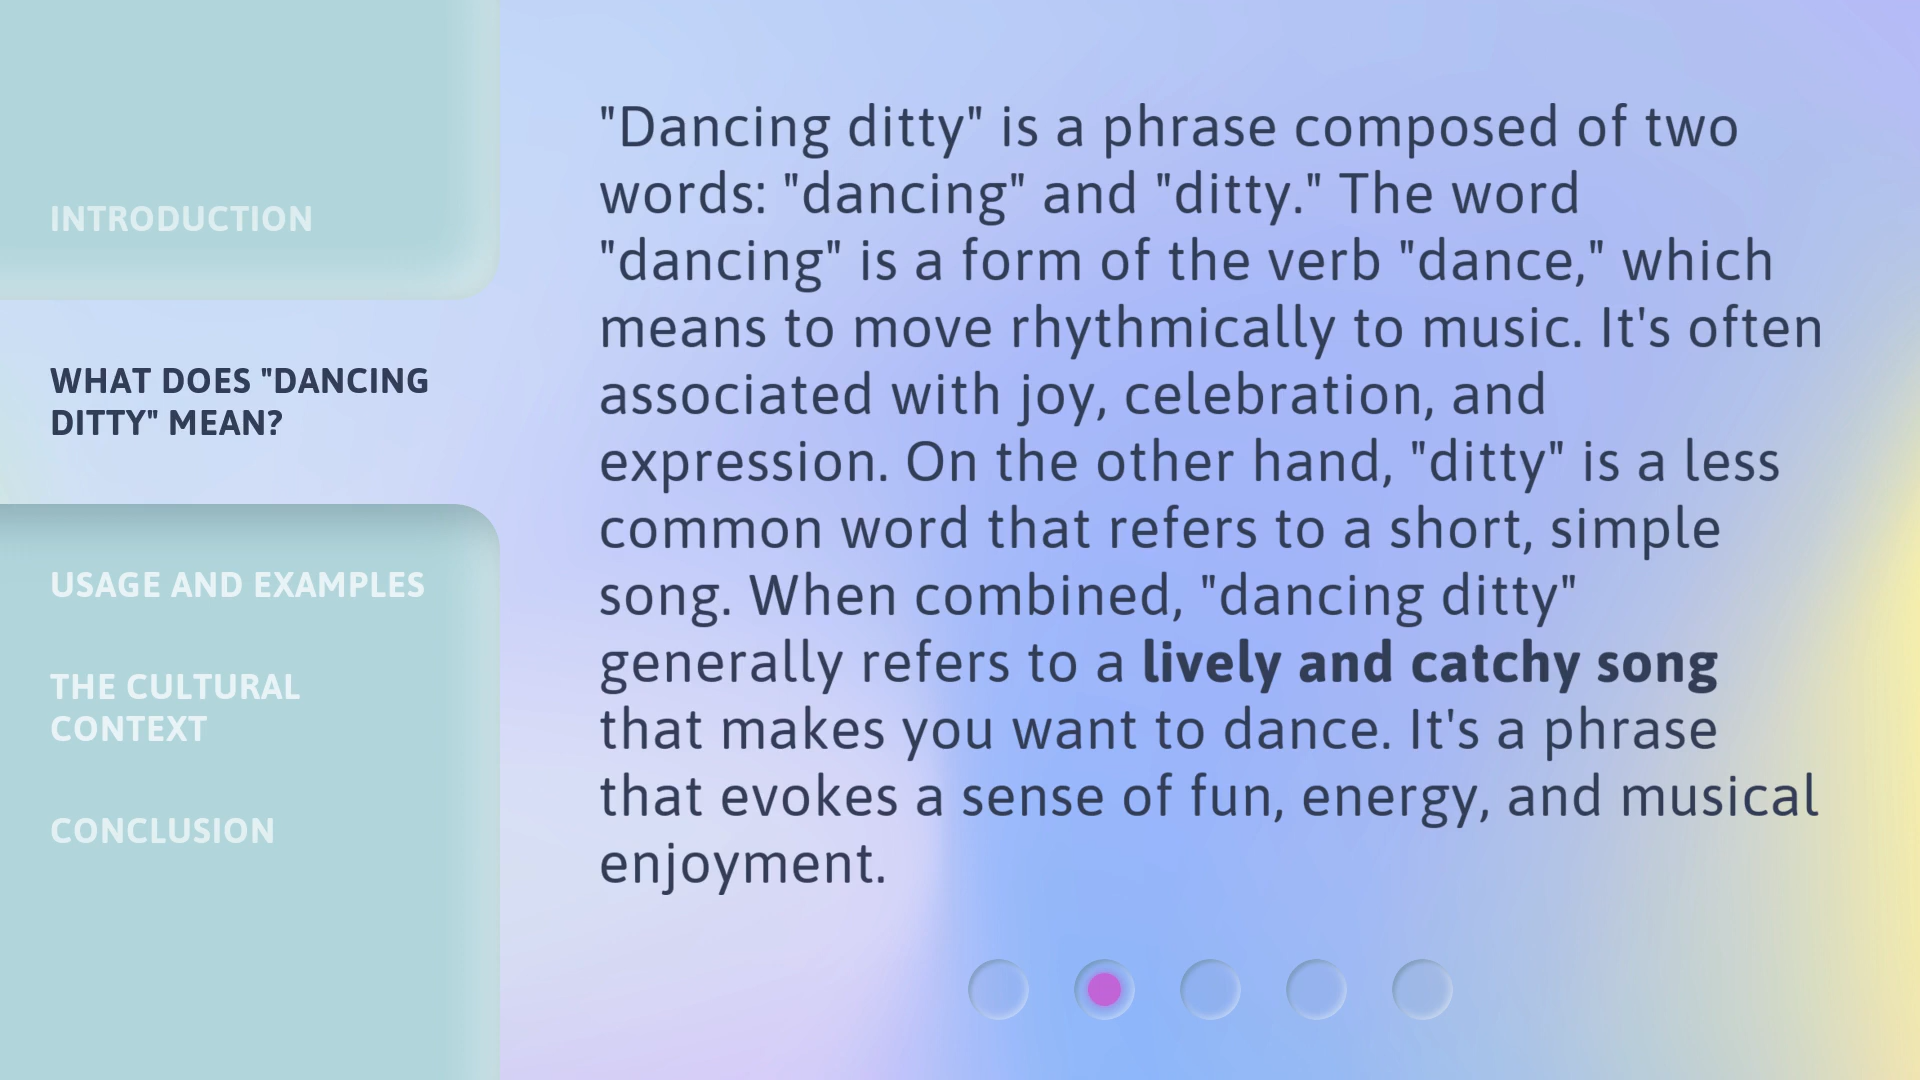 INTRODUCTION
WHAT DOES "DANCING
DITTY" MEAN?
USAGE AND EXAMPLES
THE CULTURAL
CONTEXT
CONCLUSION
"Dancing ditty" is a phrase composed of two
words: "dancing" and "ditty." The word
"dancing" is a form of the verb "dance," which
means to move rhythmically to music. It's often
associated with joy, celebration, and
expression. On the other hand, "ditty" is a less
common word that refers to a short, simple
song. When combined, "dancing ditty"
generally refers to a lively and catchy song
that makes you want to dance. It's a phrase
that evokes a sense of fun, energy, and musical
enjoyment.